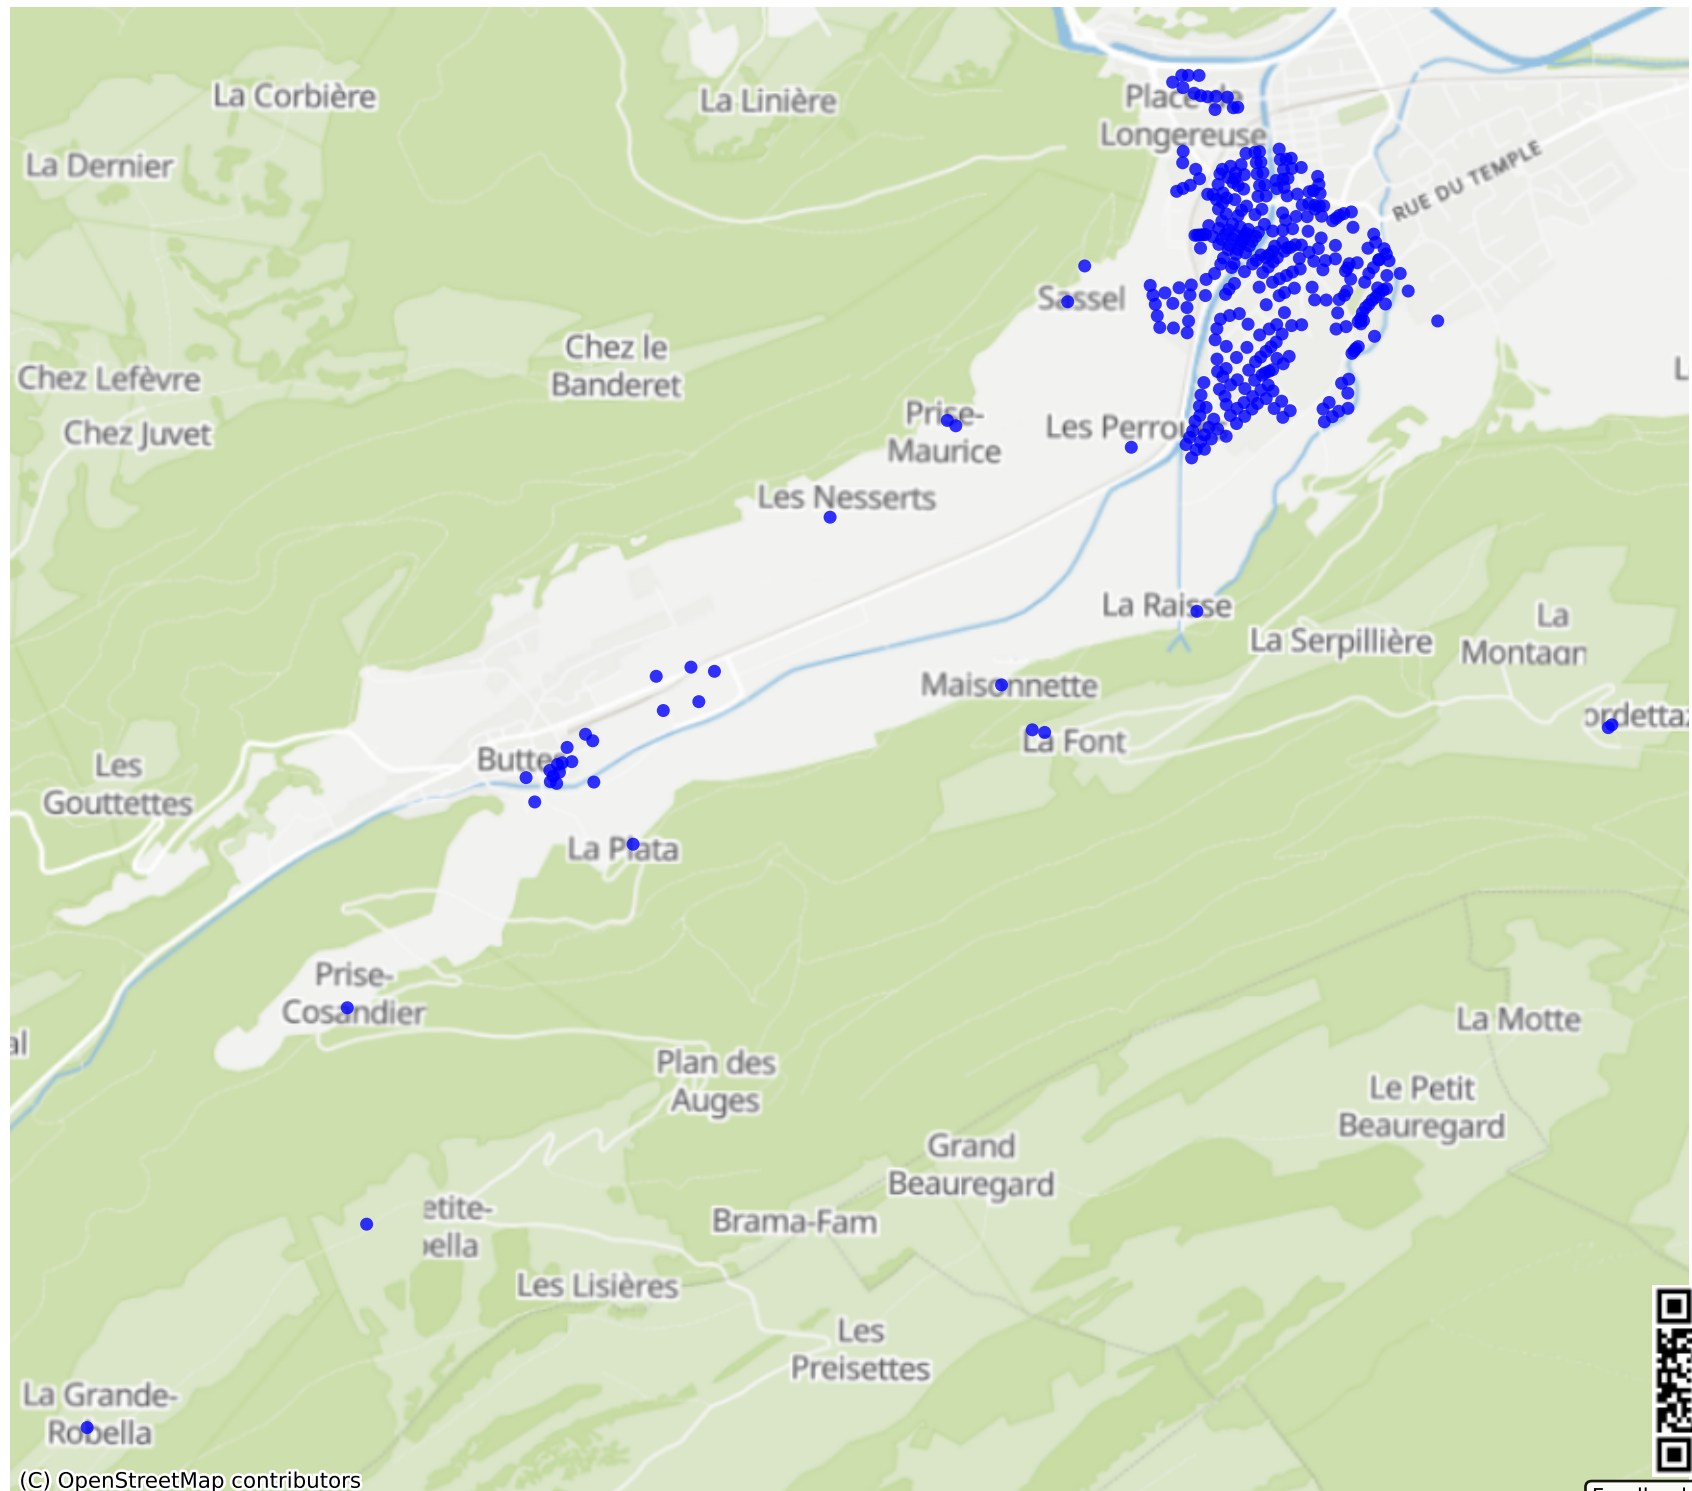 La Corbière
La Linière
Longereuse
La Dernier
RUE DU TEMPLE
Sassel
Chez le
Banderet
Chez Lefèvre
Chez Juvet
Prise-
Maurice
Les
Les Nesserts
La Raisse
La Serpillière
La
Maisonnette
La Font
Les
Gouttettes
La Plata
Prise-
Cosandier
La Motte
Plan des
Auges
Le Petit
Beauregard
Grand
Beauregard
Brama-Fam
Les Lisières
Les
Preisettes
La Grande-
Robella
(C) OpenStreetMap contributors